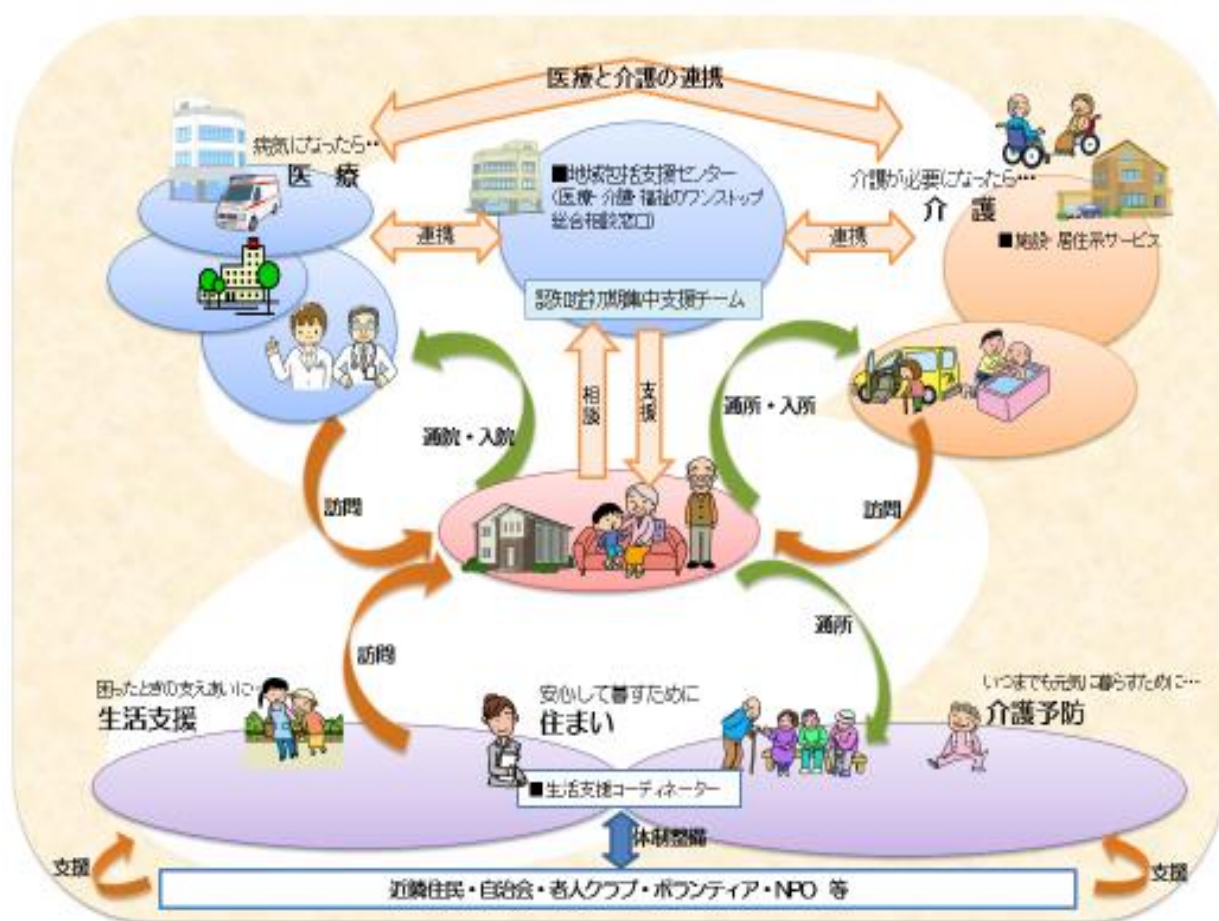 医療と介護の連携
病気になったら…
医療
■地域包括支援センター
(医療・介護・福祉のワンストップ
総合相談窓口)
認知症初期集中支援チーム
介護が必要になったら…
介護
■施設・居住系サービス
連携
連携
相談
支援
通院・入院
通所・入所
訪問
訪問
訪問
通所
困ったときの支えあいに…
生活支援
安心して暮すために
住まい
いつまでも元気に暮らすために…
介護予防
■生活支援コーディネーター
体制整備
支援
支援
近隣住民・自治会・老人クラブ・ボランティア・NPO 等